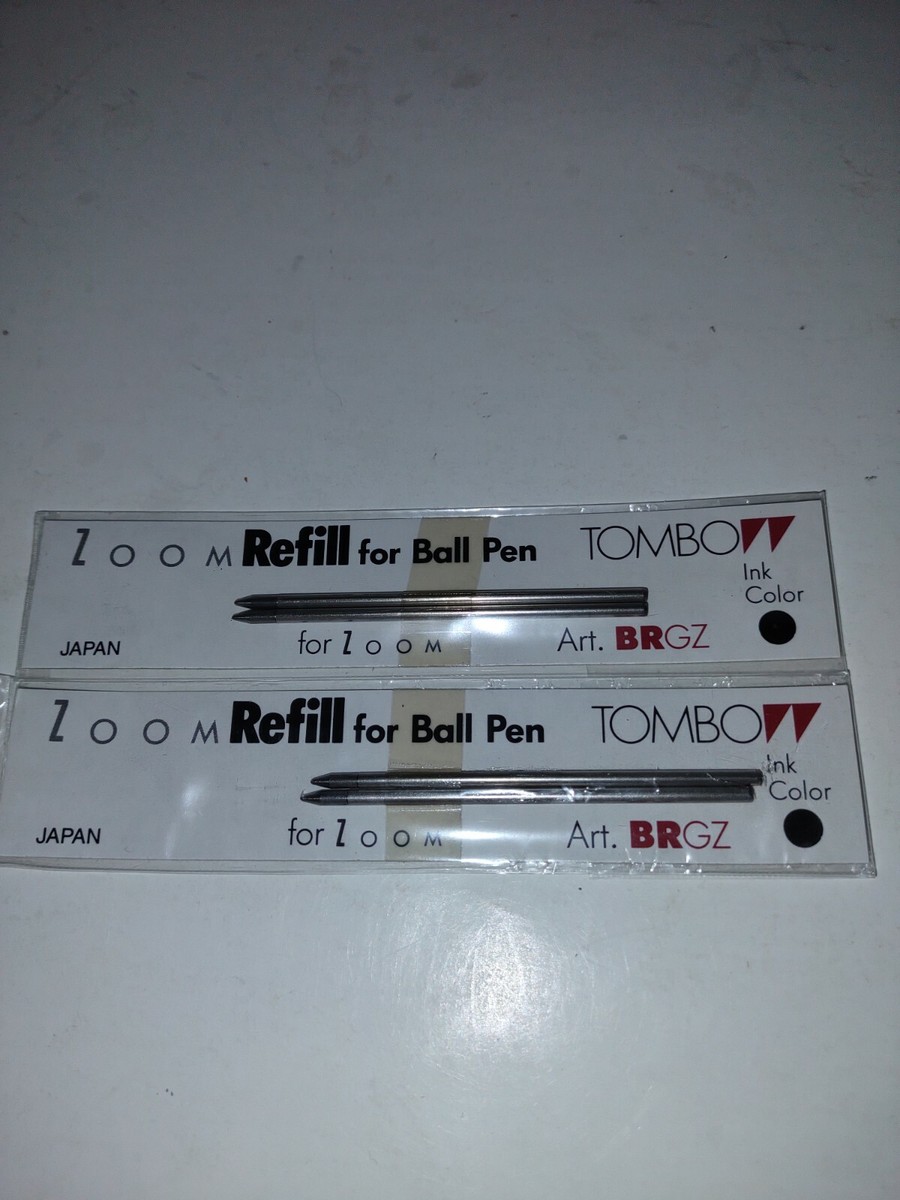 ZOOM Refill for Ball Pen TOMBOW
Ink
Color
JAPAN for ZOOM Art. BRGZ
ZOOM Refill for Ball Pen TOMBOW
Ink
Color
JAPAN for ZOOM Art. BRGZ